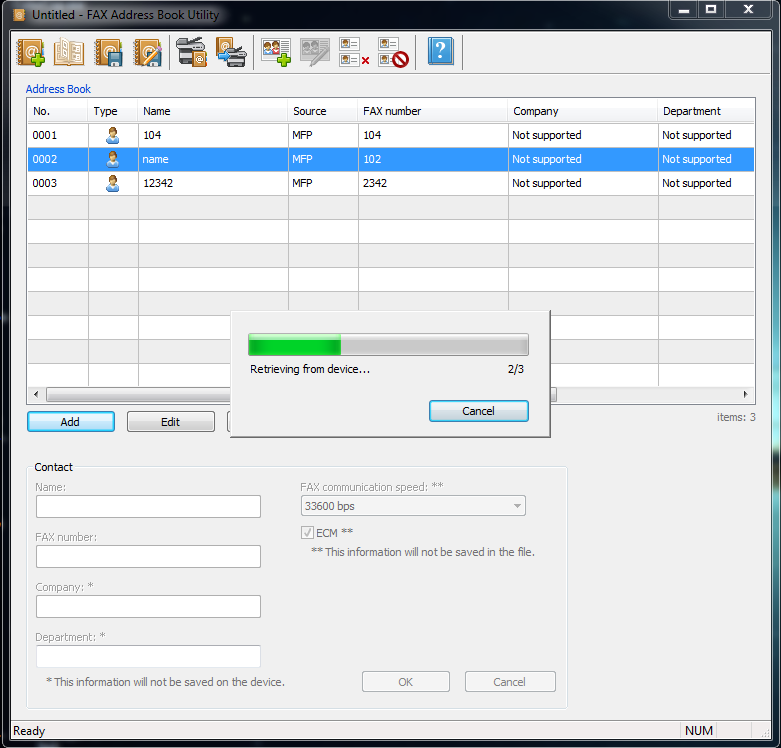 Untitled - FAX Address Book Utility
Address Book
No. Type Name Source FAX number Company Department
0001 104 MFP 104 Not supported Not supported
0002 name MFP 102 Not supported Not supported
0003 12342 MFP 2342 Not supported Not supported
Retrieving from device... 2/3
Cancel
Add Edit items: 3
Contact
Name: FAX communication speed: **
33600 bps
ECM **
FAX number:
** This information will not be saved in the file.
Company: *
Department: *
* This information will not be saved on the device. OK Cancel
Ready NUM